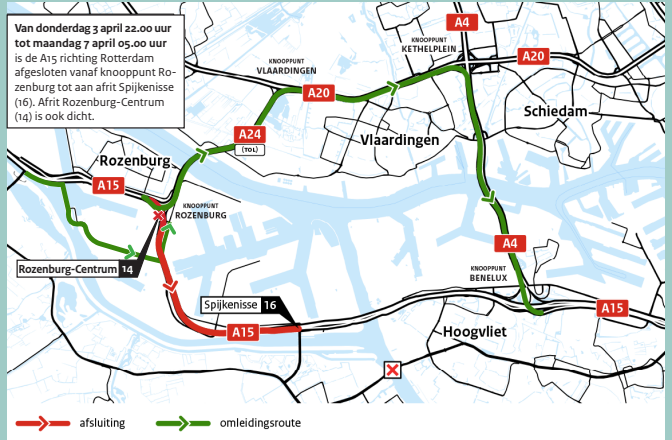 Van donderdag 3 april 22.00 uur
tot maandag 7 april 05.00 uur
is de A15 richting Rotterdam
afgesloten vanaf knooppunt Ro-
zenburg tot aan afrit Spijkenisse
(16). Afrit Rozenburg-Centrum
(14) is ook dicht.
A4
KNOOPPUNT
KETHELPLEIN
A20
KNOOPPUNT
VLAARDINGEN
A20
Schiedam
A24
(TOL)
Vlaardingen
Rozenburg
A15
KNOOPPUNT
ROZENBURG
A4
Rozenburg-Centrum 14
KNOOPPUNT
BENELUX
Spijkenisse 16
A15
A15
Hoogvliet
afsluiting
omleidingsroute